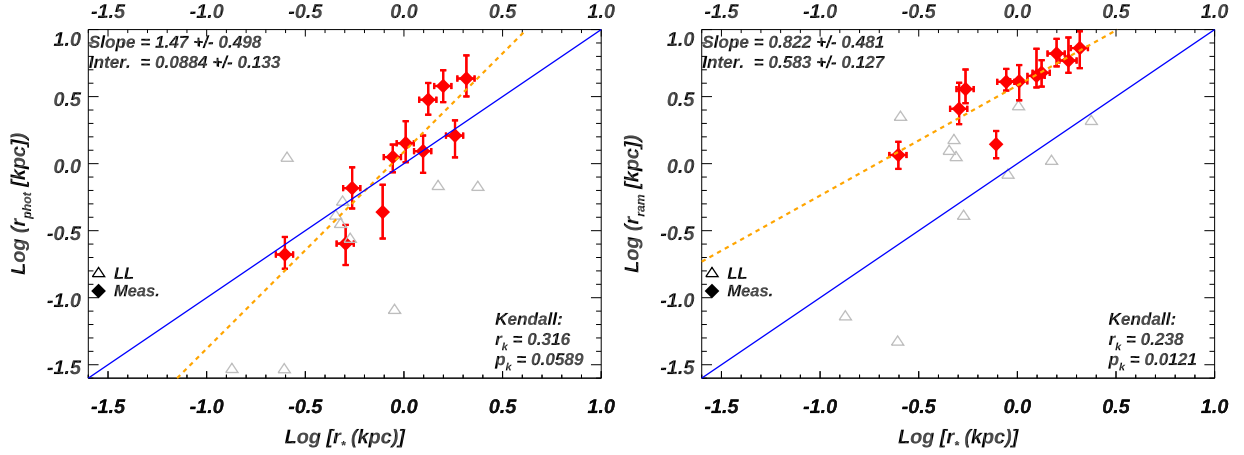 -1.5 -1.0 -0.5 0.0 0.5 1.0
Slope = 1.47 +/- 0.498
Inter. = 0.0884 +/- 0.133
1.0
0.5
0.0
-0.5
-1.0
-1.5
Log (r_phot [kpc])
LL
Meas.
Kendall:
r_k = 0.316
p_k = 0.0589
-1.5 -1.0 -0.5 0.0 0.5 1.0
Log [r_* (kpc)]
-1.5 -1.0 -0.5 0.0 0.5 1.0
Slope = 0.822 +/- 0.481
Inter. = 0.583 +/- 0.127
1.0
0.5
0.0
-0.5
-1.0
-1.5
Log (r_ram [kpc])
LL
Meas.
Kendall:
r_k = 0.238
p_k = 0.0121
-1.5 -1.0 -0.5 0.0 0.5 1.0
Log [r_* (kpc)]